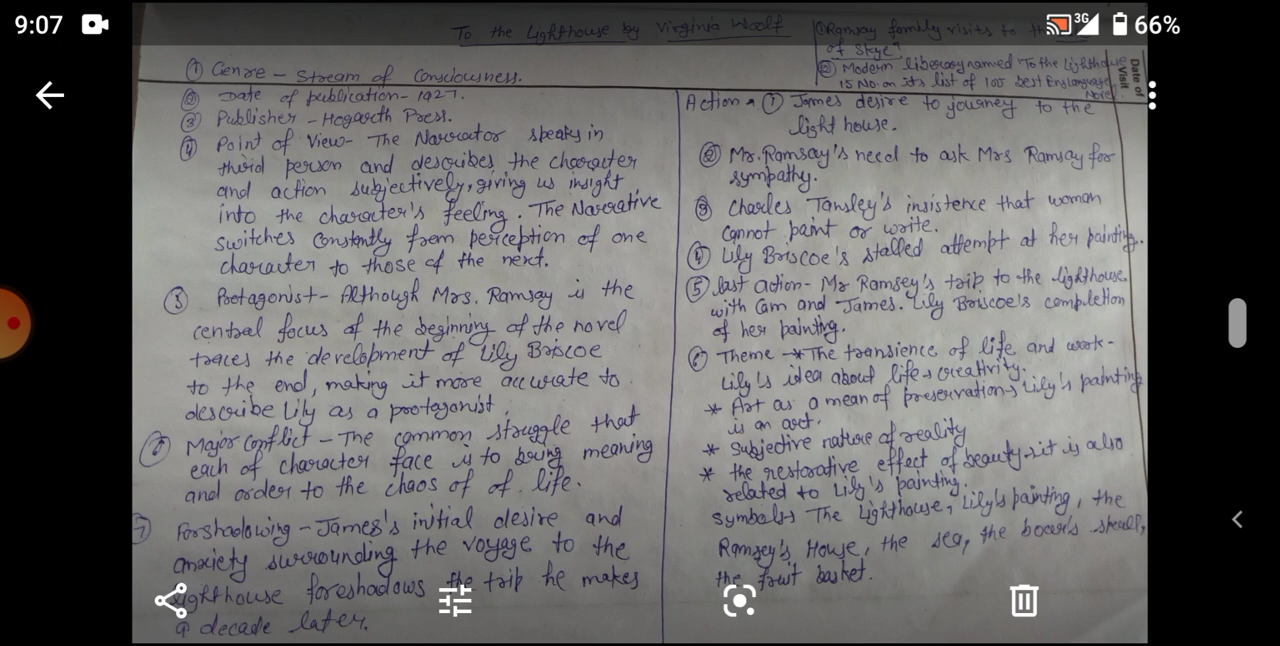 9:07
3G
66%
To the Lighthouse by Virginia Woolf
① Ramsay family visits to the
of Skye"
② Modern liberary named To the Lighthouse
15 No. on its list of 100 best Englanguage
Novel.
Date of
Visit
① Genre - Stream of Consciousness.
② Date of publication - 1927.
③ Publisher - Hogarth Press.
④ Point of View - The Narrator speaks in
third person and describes the character
and action subjectively, giving us insight
into the character's feeling. The Narrative
switches constantly from perception of one
character to those of the next.
Protagonist - Although Mrs. Ramsay is the
central focus of the beginning of the novel
traces the development of Lily Briscoe
to the end, making it more accurate to
describe Lily as a protagonist.
Major conflict - The common struggle that
each of character face is to bring meaning
and order to the chaos of of life.
7 Forshadowing - James's initial desire and
anxiety surrounding the voyage to the
lighthouse foreshadows the trip he makes
a decade later.
Action → ① James desire to journey to the
light house.
② Mr. Ramsay's need to ask Mrs Ramsay for
sympathy.
③ Charles Tansley's insistence that woman
cannot paint or write.
④ Lily Briscoe's stalled attempt at her painting.
⑤ last action - Mr Ramsey's trip to the lighthouse
with Cam and James. Lily Briscoe's completion
of her painting.
⑥ Theme → * The transience of life and work -
Lily's idea about life → creativity.
* Art as a mean of preservation → Lily's painting
is an art.
* Subjective nature of reality
* the restorative effect of beauty → it is also
related to Lily's painting.
symbols → The Lighthouse, Lily's painting, the
Ramsey's House, the sea, the boar's skull,
the fruit basket.